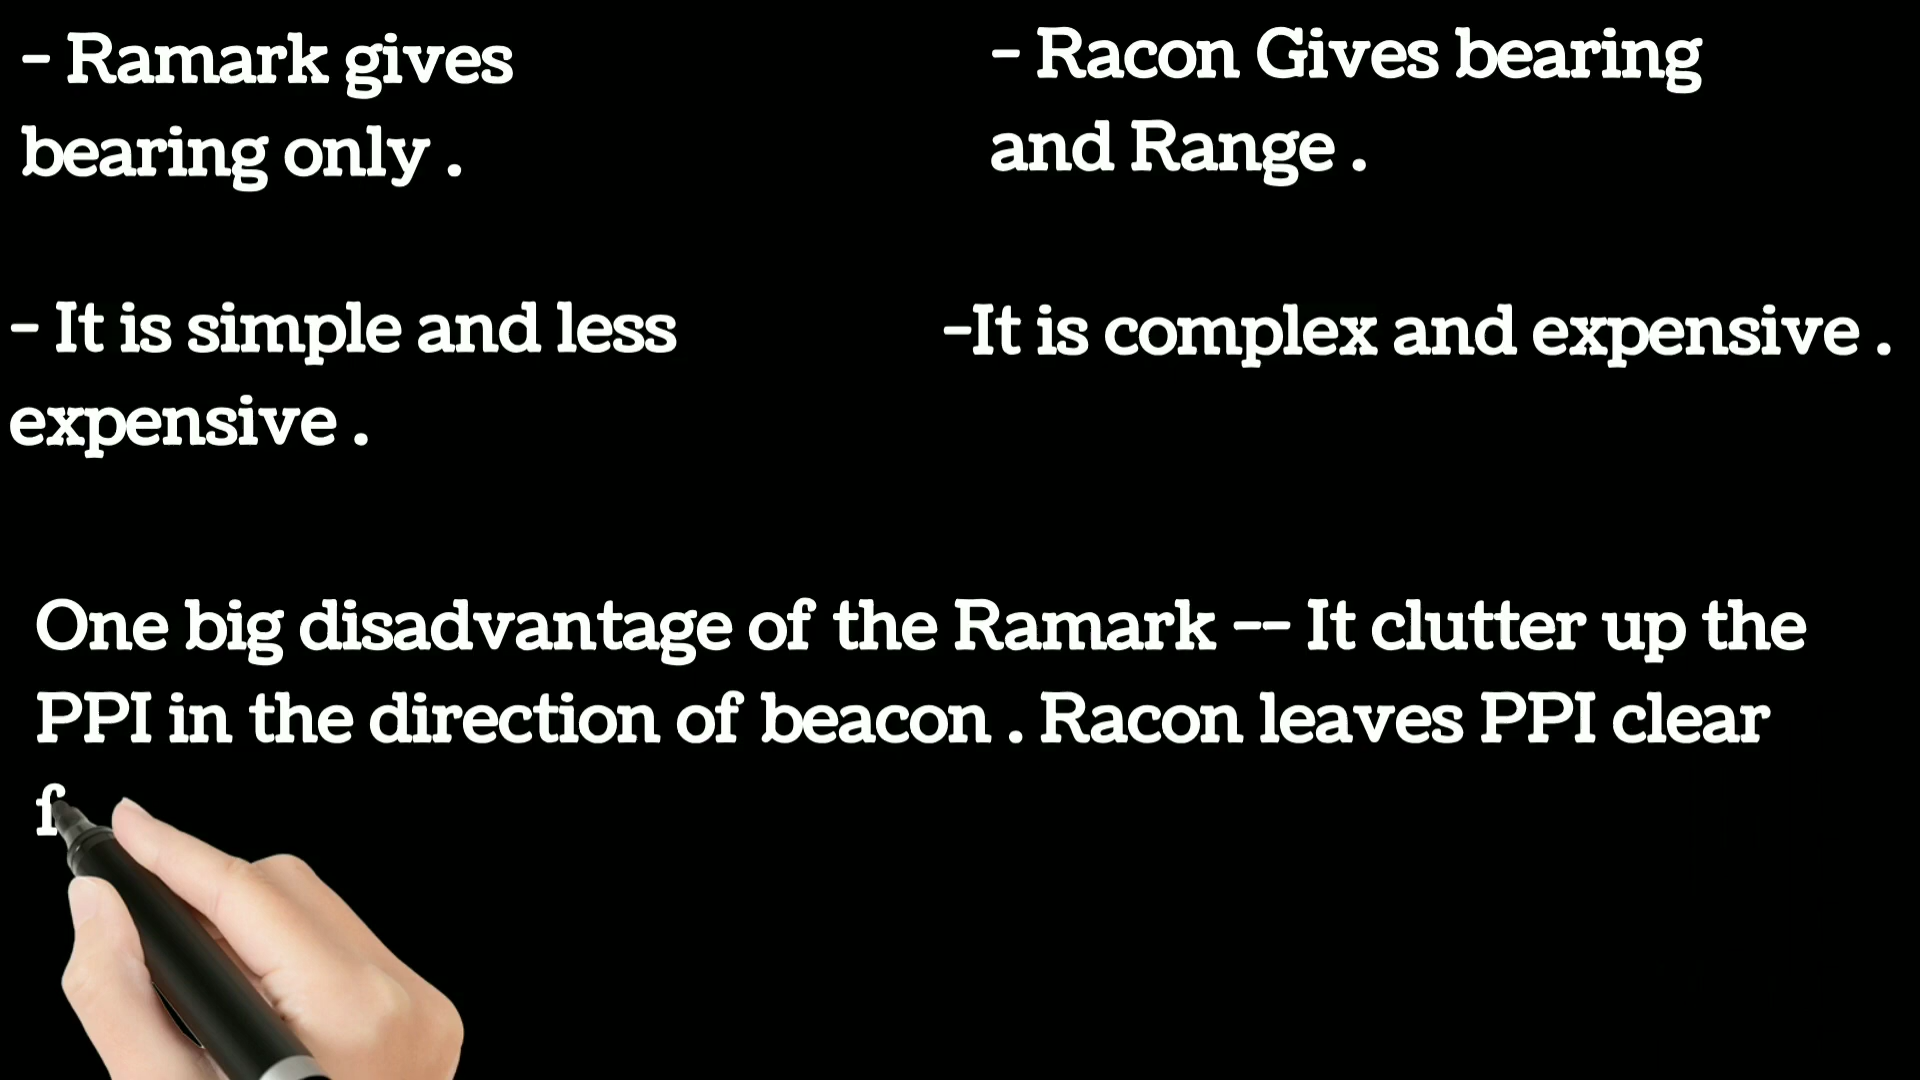 - Ramark gives
bearing only .
- Racon Gives bearing
and Range .
- It is simple and less
expensive .
-It is complex and expensive .
One big disadvantage of the Ramark -- It clutter up the
PPI in the direction of beacon . Racon leaves PPI clear
f